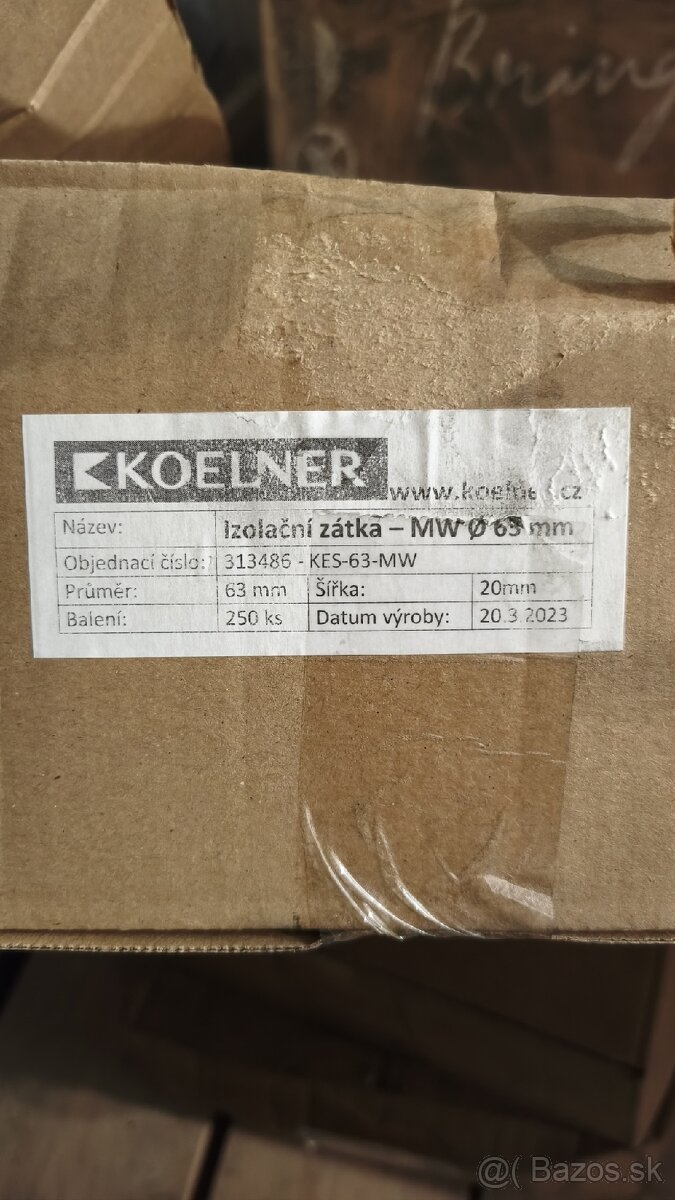 Bering
KOELNER
www.koelner.cz
Název: Izolační zátka – MW Ø 63 mm
Objednací číslo: 313486 - KES-63-MW
Průměr: 63 mm Šířka: 20mm
Balení: 250 ks Datum výroby: 20.3.2023
@( Bazos.sk